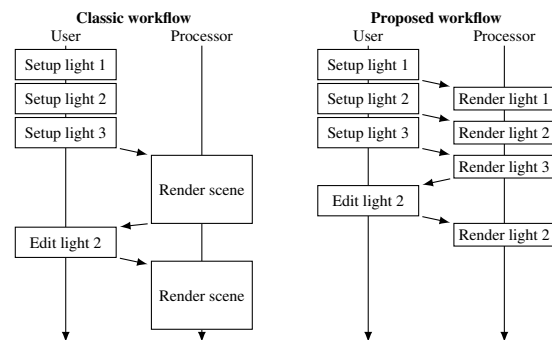 Classic workflow
User
Processor
Setup light 1
Setup light 2
Setup light 3
Render scene
Edit light 2
Render scene
Proposed workflow
User
Processor
Setup light 1
Render light 1
Setup light 2
Render light 2
Setup light 3
Render light 3
Edit light 2
Render light 2